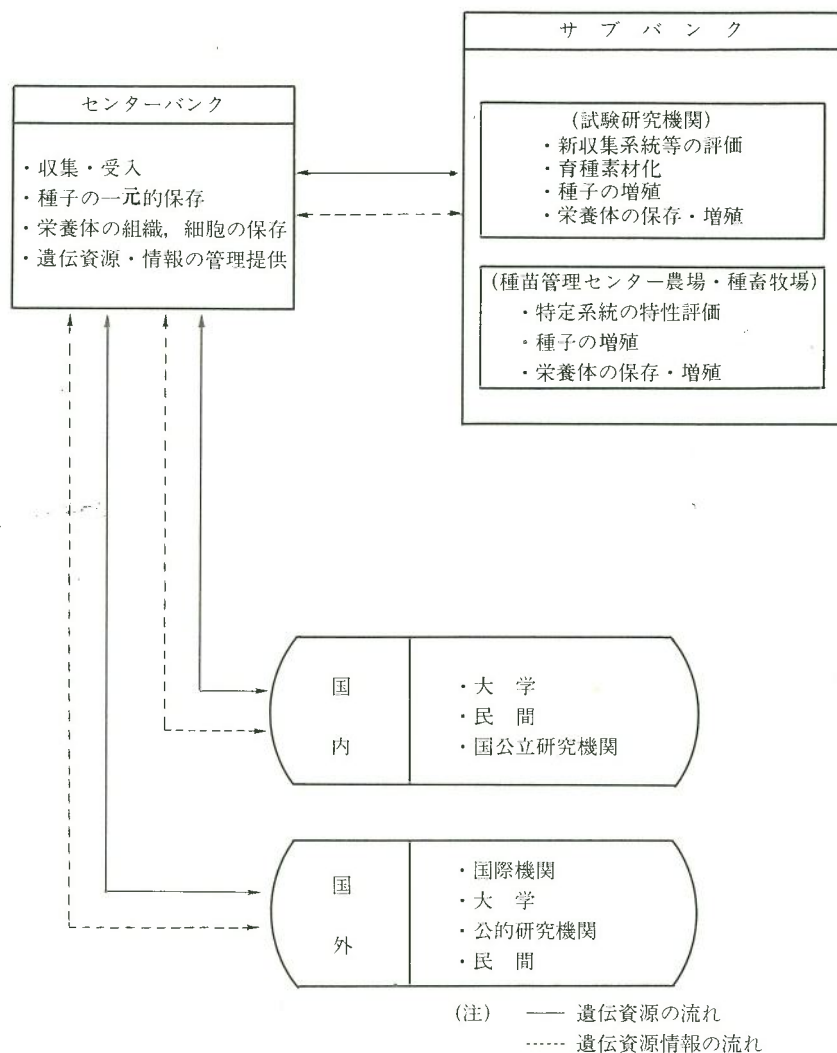 サブバンク
センターバンク
・収集・受入
・種子の一元的保存
・栄養体の組織，細胞の保存
・遺伝資源・情報の管理提供
(試験研究機関)
・新収集系統等の評価
・育種素材化
・種子の増殖
・栄養体の保存・増殖
(種苗管理センター農場・種畜牧場)
・特定系統の特性評価
・種子の増殖
・栄養体の保存・増殖
国内
・大学
・民間
・国公立研究機関
国外
・国際機関
・大学
・公的研究機関
・民間
(注) —— 遺伝資源の流れ
----- 遺伝資源情報の流れ